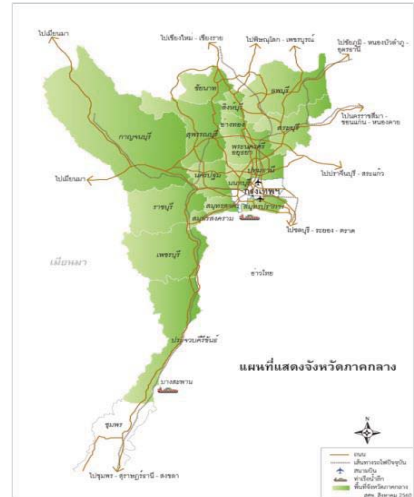 ไปเมียนมา
ไปเชียงใหม่ - เชียงราย
ไปพิษณุโลก - เพชรบูรณ์
ไปชัยภูมิ - หนองบัวลำภู -
อุดรธานี
ชัยนาท
ลพบุรี
สิงห์บุรี
อ่างทอง
ไปนครราชสีมา -
ขอนแก่น - หนองคาย
กาญจนบุรี
สุพรรณบุรี
สระบุรี
พระนครศรี
อยุธยา
ไปเมียนมา
นครปฐม
ปทุมธานี
นนทบุรี
ไปปราจีนบุรี - สระแก้ว
กรุงเทพฯ
ราชบุรี
สมุทรสาคร
สมุทรปราการ
สมุทรสงคราม
ไปชลบุรี - ระยอง - ตราด
เพชรบุรี
เมียนมา
อ่าวไทย
ประจวบคีรีขันธ์
แผนที่แสดงจังหวัดภาคกลาง
บางสะพาน
ชุมพร
ไปชุมพร - สุราษฎร์ธานี - สงขลา
ถนน
เส้นทางรถไฟปัจจุบัน
สนามบิน
ท่าเรือน้ำลึก
พื้นที่จังหวัดภาคกลาง